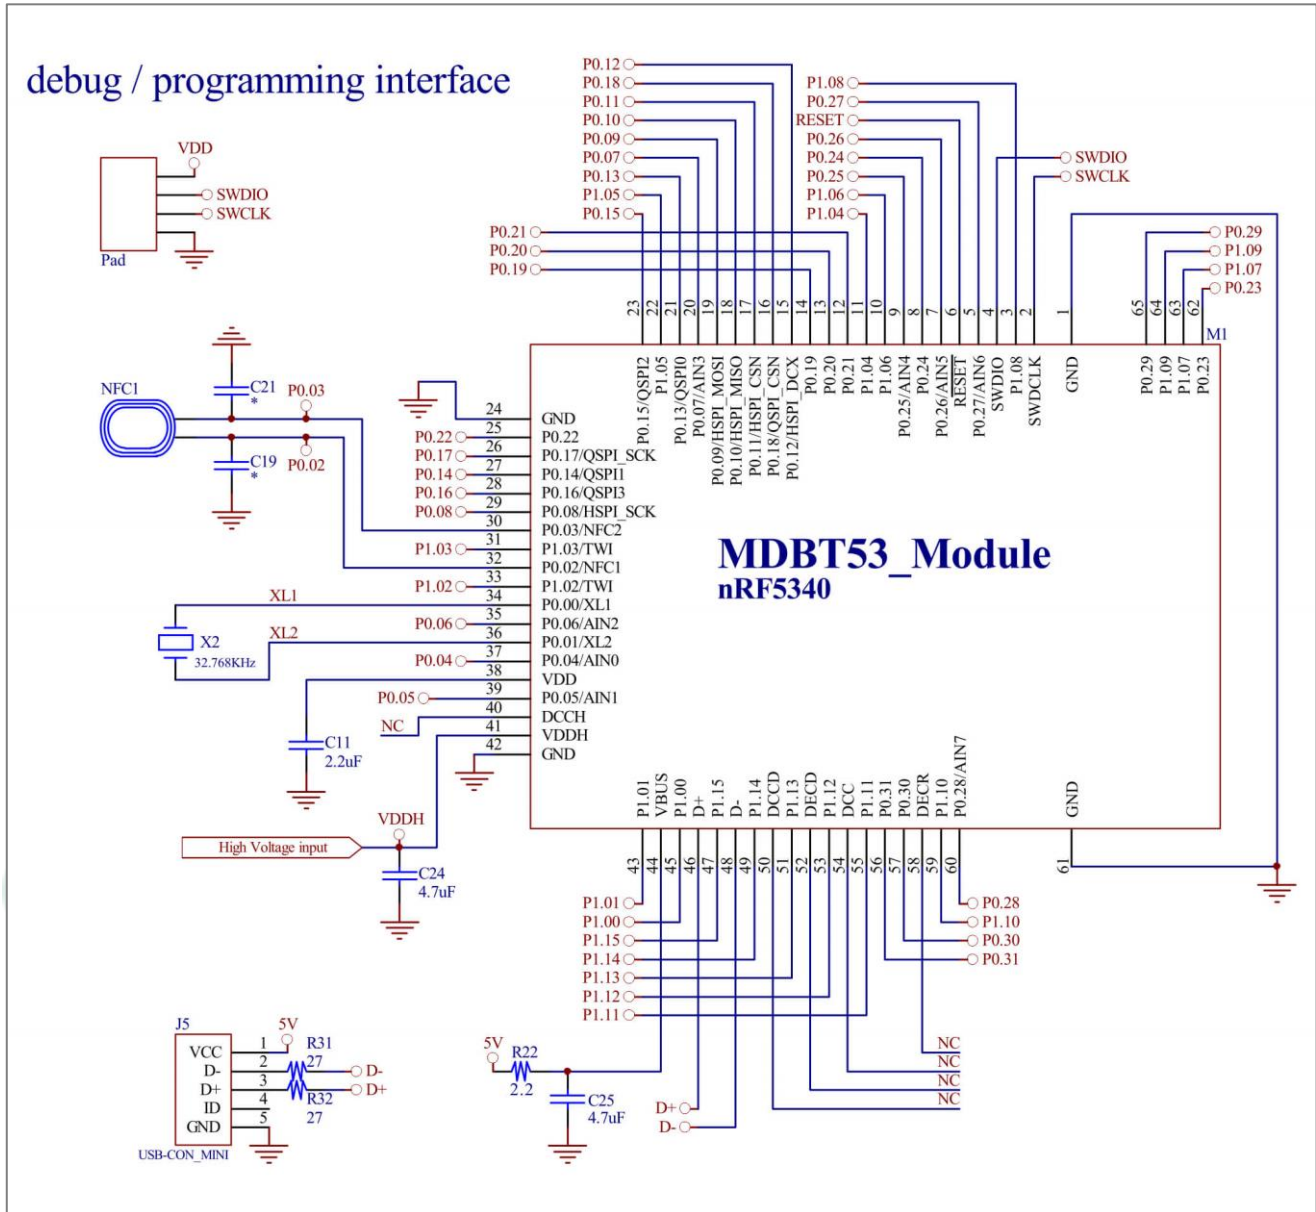 debug / programming interface
VDD
SWDIO
SWCLK
Pad
P0.12
P0.18
P0.11
P0.10
P0.09
P0.07
P0.13
P1.05
P0.15
P0.21
P0.20
P0.19
P1.08
P0.27
RESET
P0.26
P0.24
P0.25
P1.06
P1.04
SWDIO
SWCLK
P0.29
P1.09
P1.07
P0.23
23 22 21 20 19 18 17 16 15 14 13 12 11 10 9 8 7 6 5 4 3 2 1 65 64 63 62
M1
P0.15/QSPI2
P1.05
P0.13/QSPI0
P0.07/AIN3
P0.09/HSPI_MOSI
P0.10/HSPI_MISO
P0.11/HSPI_CSN
P0.18/QSPI_CSN
P0.12/HSPI_DCX
P0.19
P0.20
P0.21
P1.04
P1.06
P0.25/AIN4
P0.24
P0.26/AIN5
RESET
P0.27/AIN6
SWDIO
P1.08
SWDCLK
GND
P0.29
P1.09
P1.07
P0.23
NFC1
C21
*
P0.03
C19
*
P0.02
24 GND
P0.22 25 P0.22
P0.17 26 P0.17/QSPI_SCK
P0.14 27 P0.14/QSPI1
P0.16 28 P0.16/QSPI3
P0.08 29 P0.08/HSPI_SCK
30 P0.03/NFC2
P1.03 31 P1.03/TWI
32 P0.02/NFC1
P1.02 33 P1.02/TWI
XL1 34 P0.00/XL1
P0.06 35 P0.06/AIN2
XL2 36 P0.01/XL2
P0.04 37 P0.04/AIN0
38 VDD
P0.05 39 P0.05/AIN1
NC 40 DCCH
41 VDDH
42 GND
MDBT53_Module
nRF5340
X2
32.768KHz
C11
2.2uF
VDDH
High Voltage input
C24
4.7uF
P1.01
VBUS
P1.00
D+
P1.15
D-
P1.14
DCCD
P1.13
DECD
P1.12
DCC
P1.11
P0.31
P0.30
DECR
P1.10
P0.28/AIN7
GND
43 44 45 46 47 48 49 50 51 52 53 54 55 56 57 58 59 60 61
P1.01
P1.00
P1.15
P1.14
P1.13
P1.12
P1.11
P0.28
P1.10
P0.30
P0.31
NC
NC
NC
NC
J5
5V
VCC 1
D- 2
D+ 3
ID 4
GND 5
R31
27
D-
D+
R32
27
USB-CON_MINI
5V
R22
2.2
C25
4.7uF
D+
D-